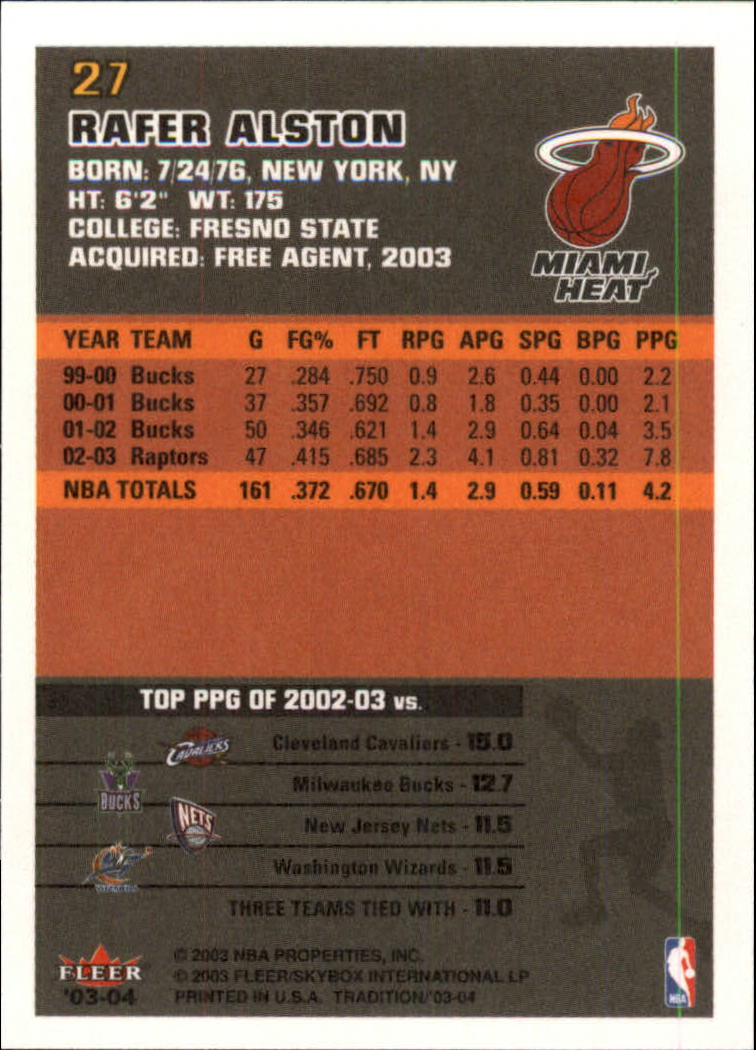 27
RAFER ALSTON
BORN: 7/24/76, NEW YORK, NY
HT: 6'2" WT: 175
COLLEGE: FRESNO STATE
ACQUIRED: FREE AGENT, 2003
MIAMI
HEAT
YEAR TEAM G FG% FT RPG APG SPG BPG PPG
99-00 Bucks 27 .284 .750 0.9 2.6 0.44 0.00 2.2
00-01 Bucks 37 .357 .692 0.8 1.8 0.35 0.00 2.1
01-02 Bucks 50 .346 .621 1.4 2.9 0.64 0.04 3.5
02-03 Raptors 47 .415 .685 2.3 4.1 0.81 0.32 7.8
NBA TOTALS 161 .372 .670 1.4 2.9 0.59 0.11 4.2
TOP PPG OF 2002-03 vs.
CAVALIERS Cleveland Cavaliers - 15.0
BUCKS Milwaukee Bucks - 12.7
NETS New Jersey Nets - 11.5
WIZARDS Washington Wizards - 11.5
THREE TEAMS TIED WITH - 11.0
FLEER
'03-04
© 2003 NBA PROPERTIES, INC.
© 2003 FLEER/SKYBOX INTERNATIONAL LP
PRINTED IN U.S.A. TRADITION/'03-04
NBA